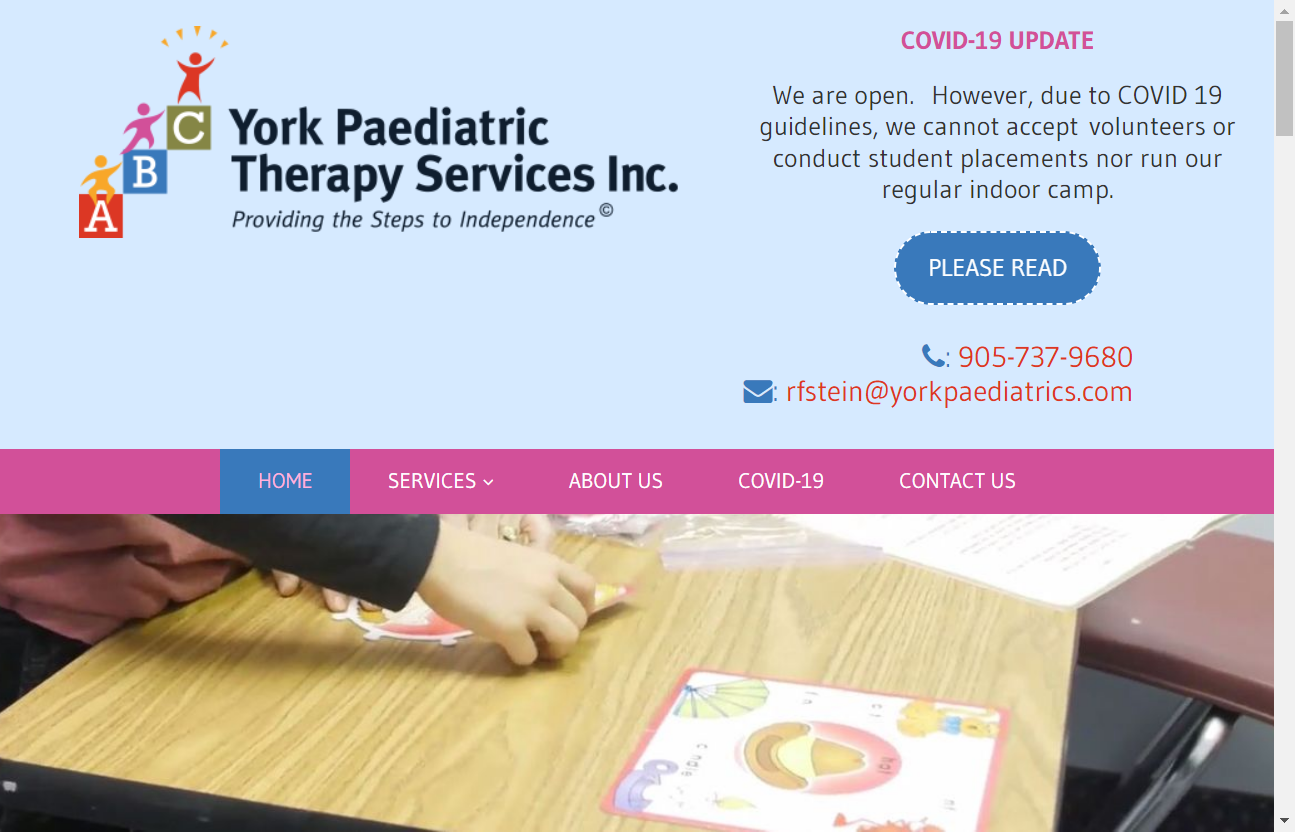 C
B
A
York Paediatric
Therapy Services Inc.
Providing the Steps to Independence ©
COVID-19 UPDATE
We are open. However, due to COVID 19
guidelines, we cannot accept volunteers or
conduct student placements nor run our
regular indoor camp.
PLEASE READ
: 905-737-9680
: rfstein@yorkpaediatrics.com
HOME
SERVICES
ABOUT US
COVID-19
CONTACT US
hat